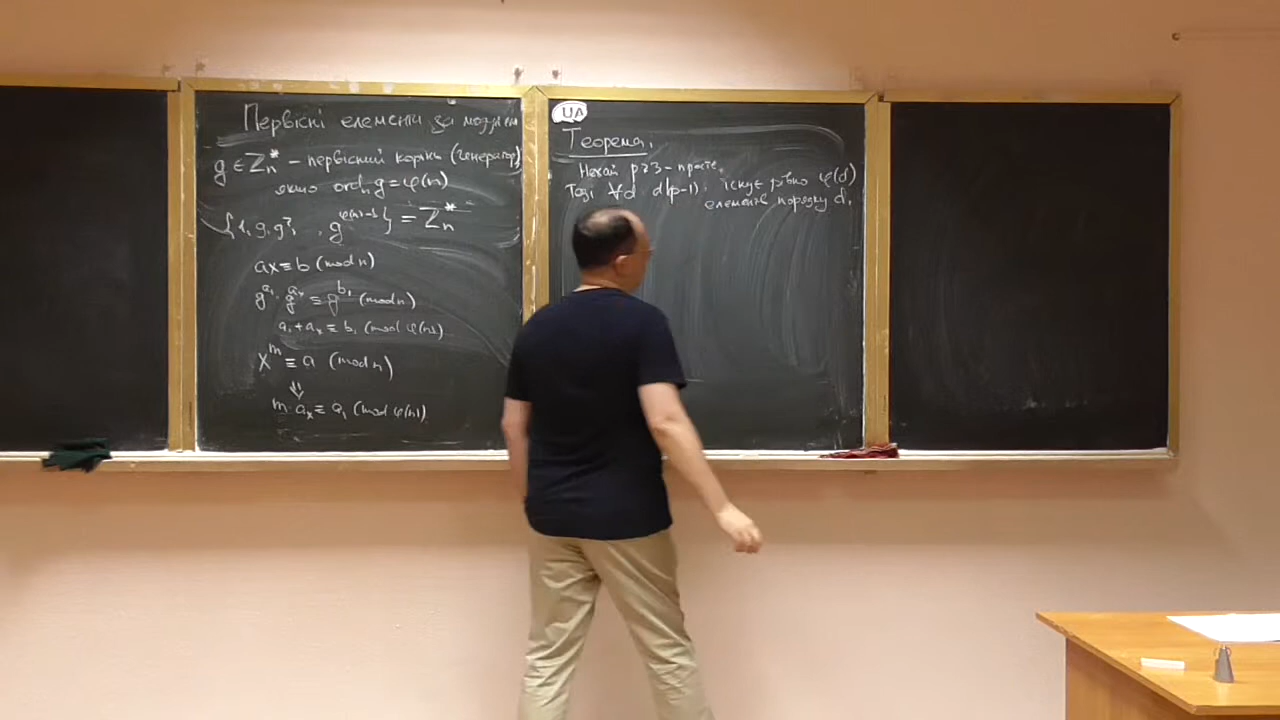 Первісні елементи за модулем
g ∈ Z*ₙ – первісний корінь (генератор),
якщо ordₙ g = φ(n)
{1, g, g², , g^(φ(n)-1)} = Z*ₙ
ax ≡ b (mod n)
g^(a₁) · g^(aₓ) ≡ g^(b₁) (mod n)
a₁ + aₓ ≡ b₁ (mod φ(n))
x^m ≡ a (mod n)
⇓
m · aₓ ≡ a₁ (mod φ(n))
UA
Теорема.
Нехай p ≥ 3 – просте.
Тоді ∀d d|(p-1): існує рівно φ(d)
елементів порядку d.